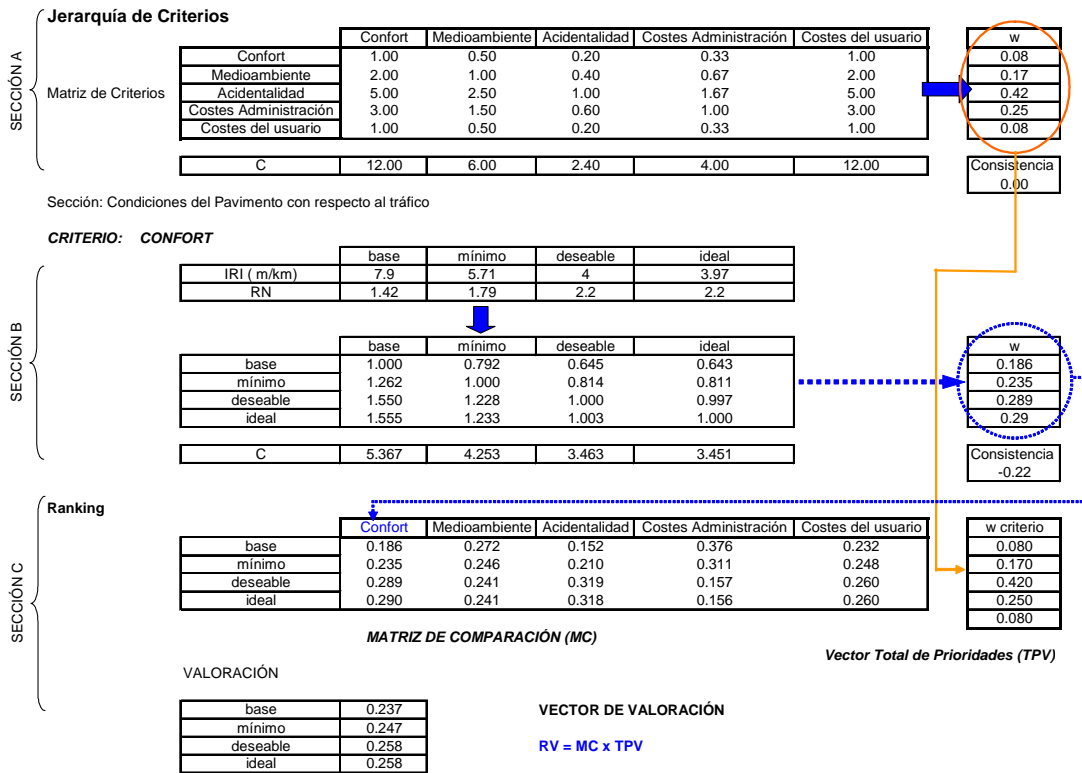 Jerarquía de Criterios
SECCIÓN A
Confort Medioambiente Acidentalidad Costes Administración Costes del usuario w
Confort 1.00 0.50 0.20 0.33 1.00 0.08
Medioambiente 2.00 1.00 0.40 0.67 2.00 0.17
Matriz de Criterios Acidentalidad 5.00 2.50 1.00 1.67 5.00 0.42
Costes Administración 3.00 1.50 0.60 1.00 3.00 0.25
Costes del usuario 1.00 0.50 0.20 0.33 1.00 0.08
C 12.00 6.00 2.40 4.00 12.00 Consistencia
0.00
Sección: Condiciones del Pavimento con respecto al tráfico
CRITERIO: CONFORT
SECCIÓN B
base mínimo deseable ideal
IRI ( m/km) 7.9 5.71 4 3.97
RN 1.42 1.79 2.2 2.2
base mínimo deseable ideal w
base 1.000 0.792 0.645 0.643 0.186
mínimo 1.262 1.000 0.814 0.811 0.235
deseable 1.550 1.228 1.000 0.997 0.289
ideal 1.555 1.233 1.003 1.000 0.29
C 5.367 4.253 3.463 3.451 Consistencia
-0.22
SECCIÓN C
Ranking
Confort Medioambiente Acidentalidad Costes Administración Costes del usuario w criterio
base 0.186 0.272 0.152 0.376 0.232 0.080
mínimo 0.235 0.246 0.210 0.311 0.248 0.170
deseable 0.289 0.241 0.319 0.157 0.260 0.420
ideal 0.290 0.241 0.318 0.156 0.260 0.250
0.080
MATRIZ DE COMPARACIÓN (MC)
Vector Total de Prioridades (TPV)
VALORACIÓN
base 0.237 VECTOR DE VALORACIÓN
mínimo 0.247
deseable 0.258 RV = MC x TPV
ideal 0.258